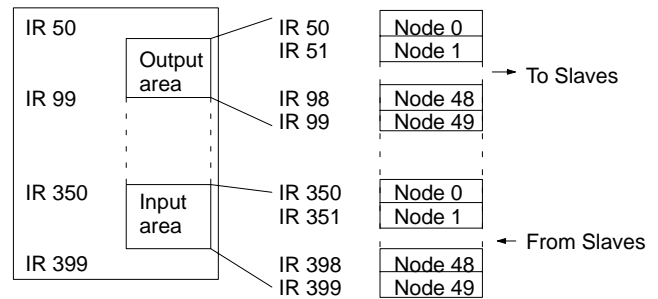 IR 50 IR 50 Node 0
IR 51 Node 1
Output
area
To Slaves
IR 99 IR 98 Node 48
IR 99 Node 49
IR 350 IR 350 Node 0
Input
area
IR 351 Node 1
From Slaves
IR 399 IR 398 Node 48
IR 399 Node 49